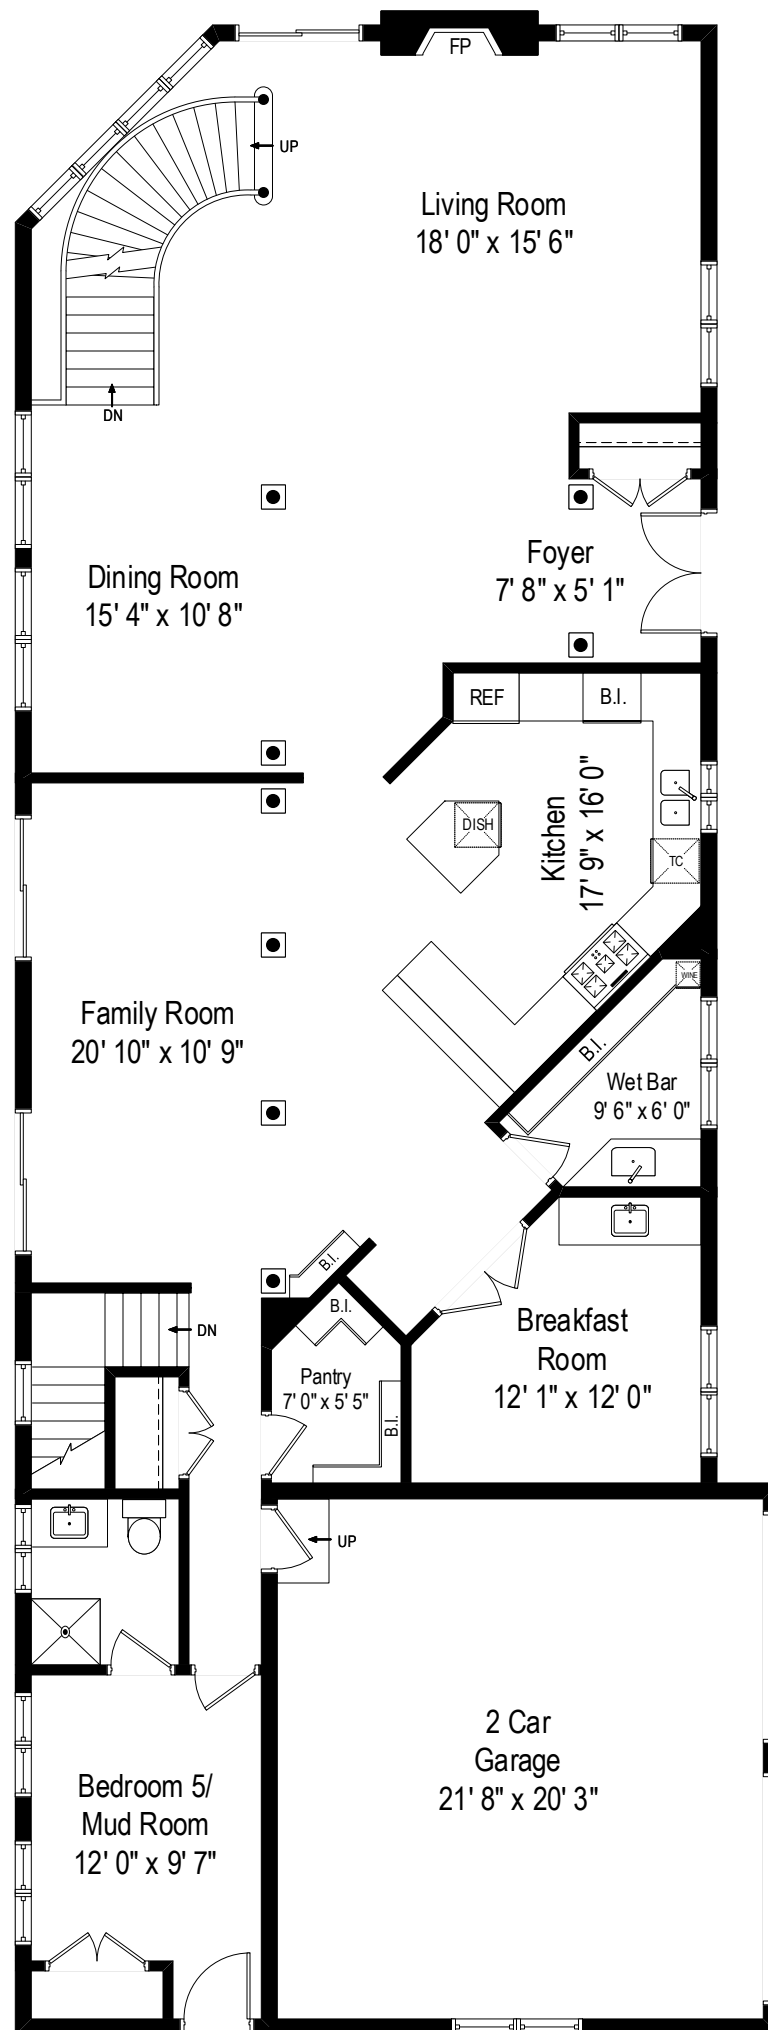 FP
UP
Living Room
18' 0" x 15' 6"
DN
Foyer
7' 8" x 5' 1"
Dining Room
15' 4" x 10' 8"
REF
B.I.
DISH
Kitchen
17' 9" x 16' 0"
TC
WINE
Family Room
20' 10" x 10' 9"
B.I.
Wet Bar
9' 6" x 6' 0"
B.I.
B.I.
DN
Breakfast
Room
12' 1" x 12' 0"
Pantry
7' 0" x 5' 5"
B.I.
UP
2 Car
Garage
21' 8" x 20' 3"
Bedroom 5/
Mud Room
12' 0" x 9' 7"